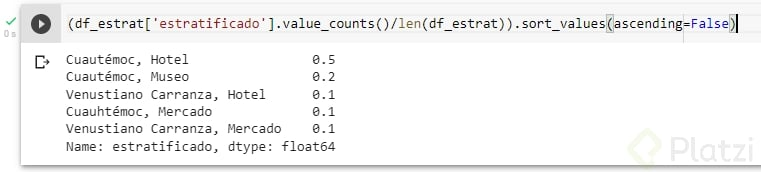 (df_estrat['estratificado'].value_counts()/len(df_estrat)).sort_values(ascending=False)
0s
Cuautémoc, Hotel 0.5
Cuautémoc, Museo 0.2
Venustiano Carranza, Hotel 0.1
Cuauhtémoc, Mercado 0.1
Venustiano Carranza, Mercado 0.1
Name: estratificado, dtype: float64
Platzi